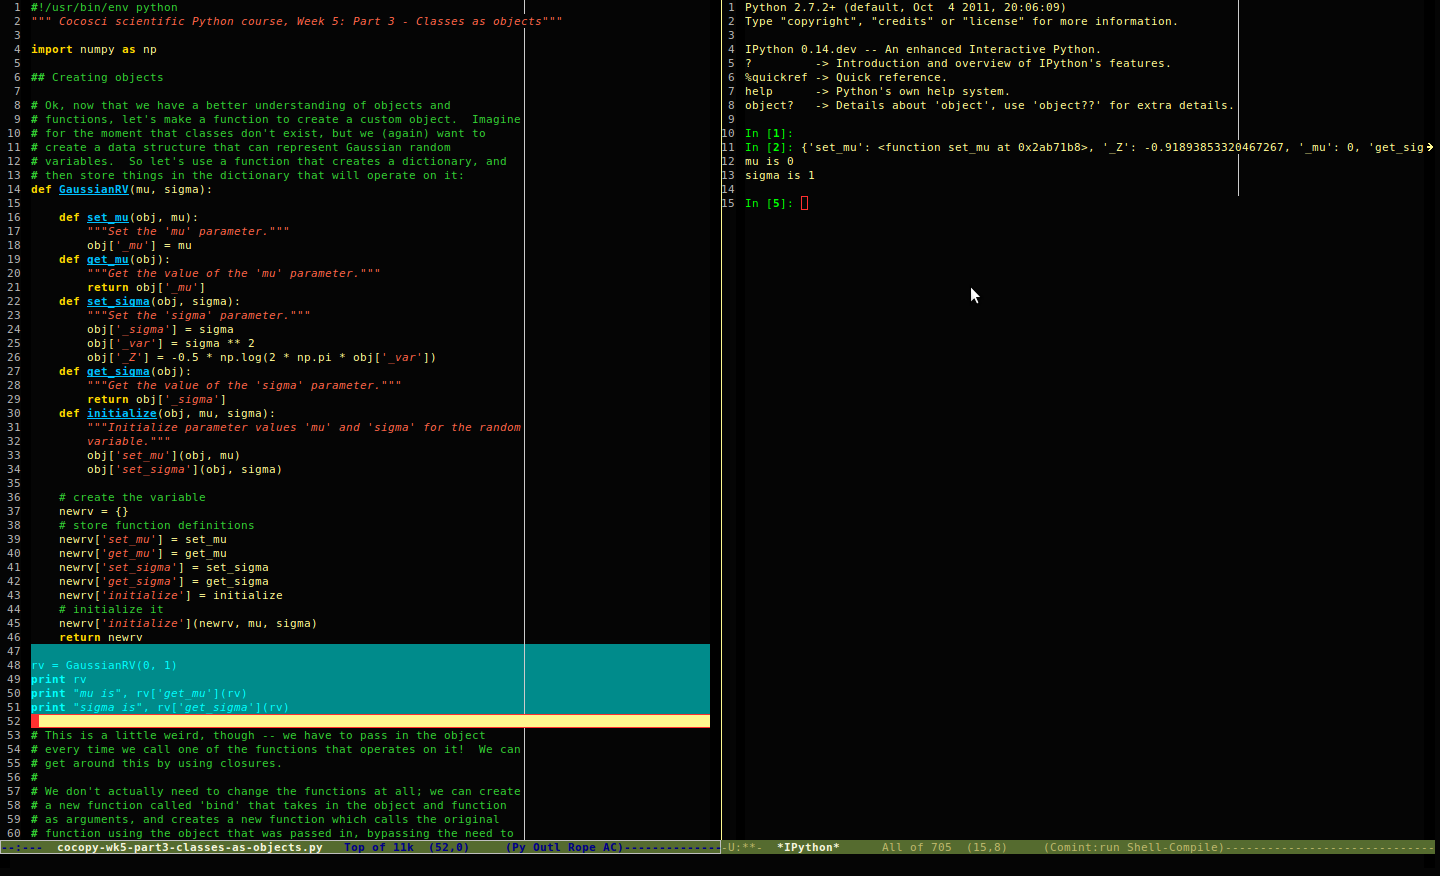 1 #!/usr/bin/env python
2 """ Cocosci scientific Python course, Week 5: Part 3 - Classes as objects"""
3
4 import numpy as np
5
6 ## Creating objects
7
8 # Ok, now that we have a better understanding of objects and
9 # functions, let's make a function to create a custom object.  Imagine
10 # for the moment that classes don't exist, but we (again) want to
11 # create a data structure that can represent Gaussian random
12 # variables.  So let's use a function that creates a dictionary, and
13 # then store things in the dictionary that will operate on it:
14 def GaussianRV(mu, sigma):
15
16     def set_mu(obj, mu):
17         """Set the 'mu' parameter."""
18         obj['_mu'] = mu
19     def get_mu(obj):
20         """Get the value of the 'mu' parameter."""
21         return obj['_mu']
22     def set_sigma(obj, sigma):
23         """Set the 'sigma' parameter."""
24         obj['_sigma'] = sigma
25         obj['_var'] = sigma ** 2
26         obj['_Z'] = -0.5 * np.log(2 * np.pi * obj['_var'])
27     def get_sigma(obj):
28         """Get the value of the 'sigma' parameter."""
29         return obj['_sigma']
30     def initialize(obj, mu, sigma):
31         """Initialize parameter values 'mu' and 'sigma' for the random
32         variable."""
33         obj['set_mu'](obj, mu)
34         obj['set_sigma'](obj, sigma)
35
36     # create the variable
37     newrv = {}
38     # store function definitions
39     newrv['set_mu'] = set_mu
40     newrv['get_mu'] = get_mu
41     newrv['set_sigma'] = set_sigma
42     newrv['get_sigma'] = get_sigma
43     newrv['initialize'] = initialize
44     # initialize it
45     newrv['initialize'](newrv, mu, sigma)
46     return newrv
47
48 rv = GaussianRV(0, 1)
49 print rv
50 print "mu is", rv['get_mu'](rv)
51 print "sigma is", rv['get_sigma'](rv)
52
53 # This is a little weird, though -- we have to pass in the object
54 # every time we call one of the functions that operates on it!  We can
55 # get around this by using closures.
56 #
57 # We don't actually need to change the functions at all; we can create
58 # a new function called 'bind' that takes in the object and function
59 # as arguments, and creates a new function which calls the original
60 # function using the object that was passed in, bypassing the need to
--:---  cocopy-wk5-part3-classes-as-objects.py   Top of 11k  (52,0)     (Py Outl Rope AC)--------------
1 Python 2.7.2+ (default, Oct  4 2011, 20:06:09)
2 Type "copyright", "credits" or "license" for more information.
3
4 IPython 0.14.dev -- An enhanced Interactive Python.
5 ?         -> Introduction and overview of IPython's features.
6 %quickref -> Quick reference.
7 help      -> Python's own help system.
8 object?   -> Details about 'object', use 'object??' for extra details.
9
10 In [1]:
11 In [2]: {'set_mu': <function set_mu at 0x2ab71b8>, '_Z': -0.91893853320467267, '_mu': 0, 'get_sig
12 mu is 0
13 sigma is 1
14
15 In [5]:
-U:**-  *IPython*      All of 705  (15,8)     (Comint:run Shell-Compile)------------------------------